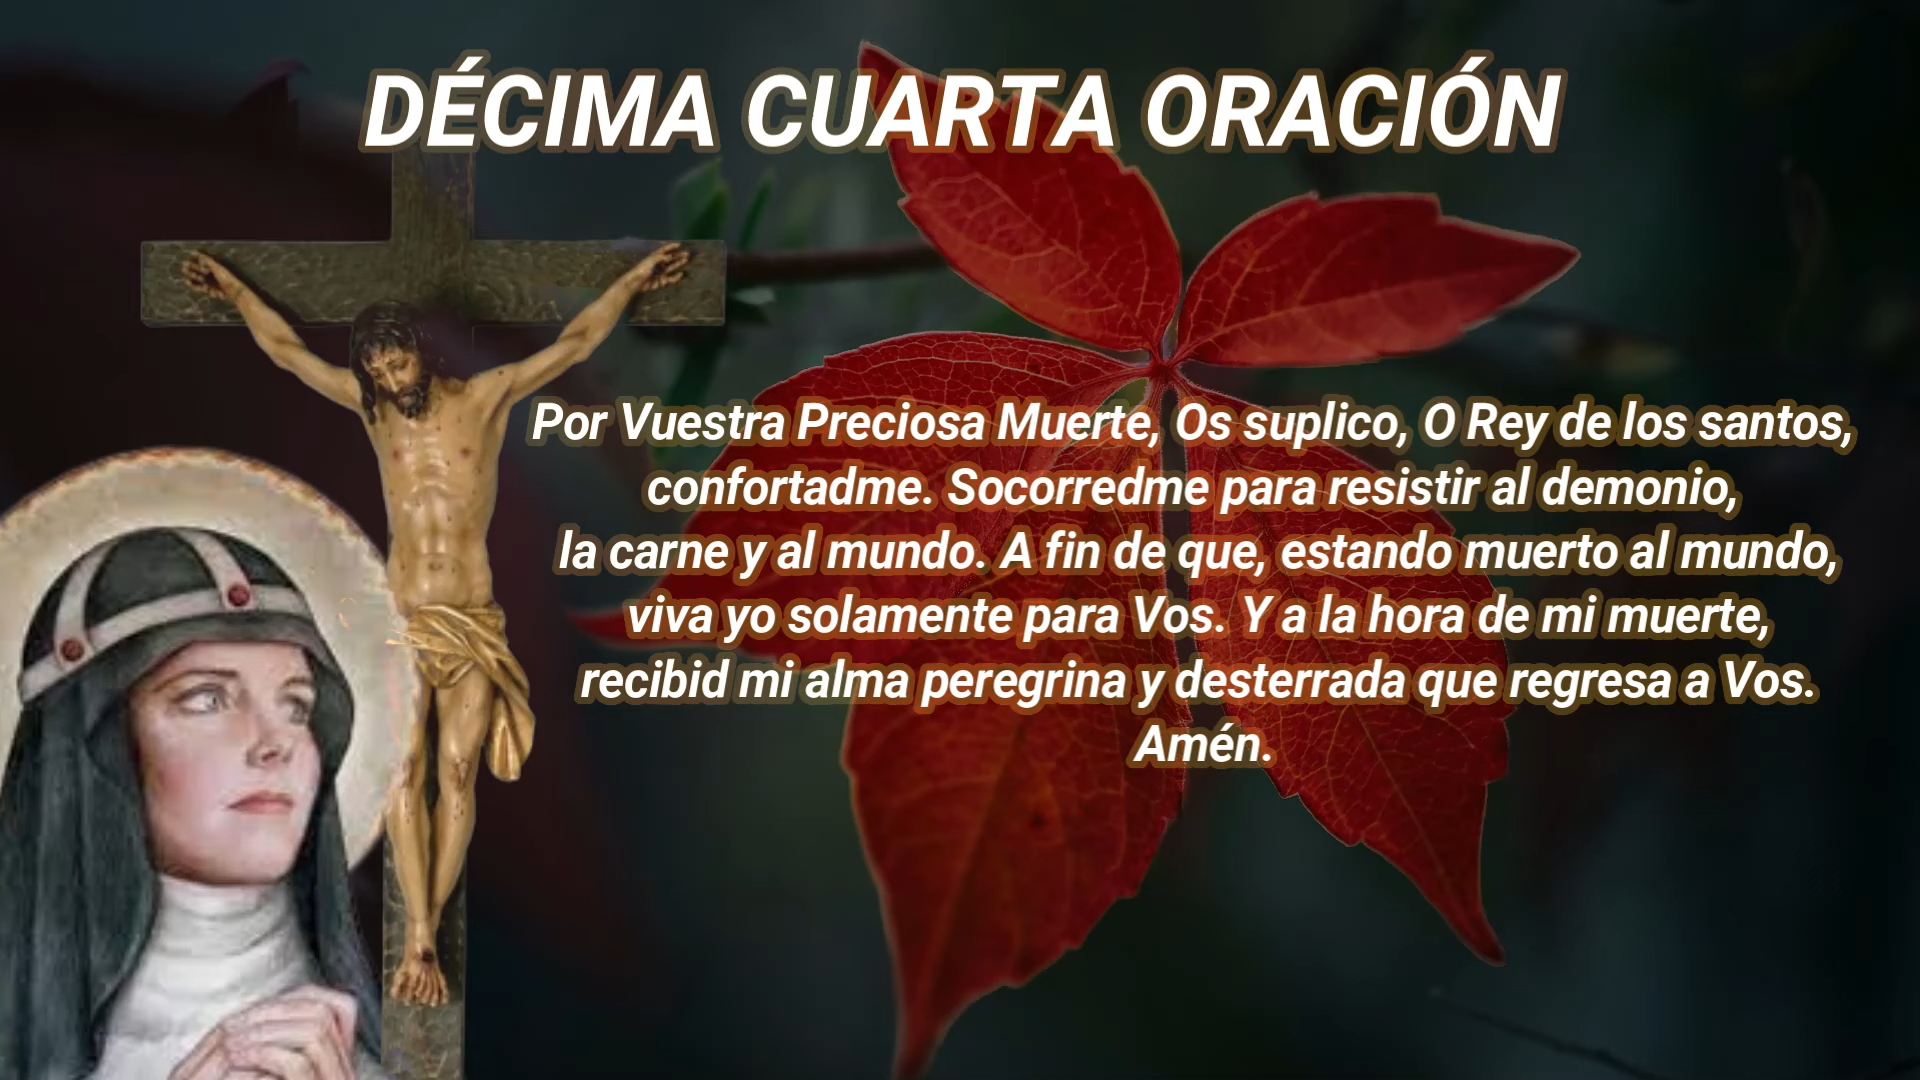 DÉCIMA CUARTA ORACIÓN
Por Vuestra Preciosa Muerte, Os suplico, O Rey de los santos,
confortadme. Socorredme para resistir al demonio,
la carne y al mundo. A fin de que, estando muerto al mundo,
viva yo solamente para Vos. Y a la hora de mi muerte,
recibid mi alma peregrina y desterrada que regresa a Vos.
Amén.